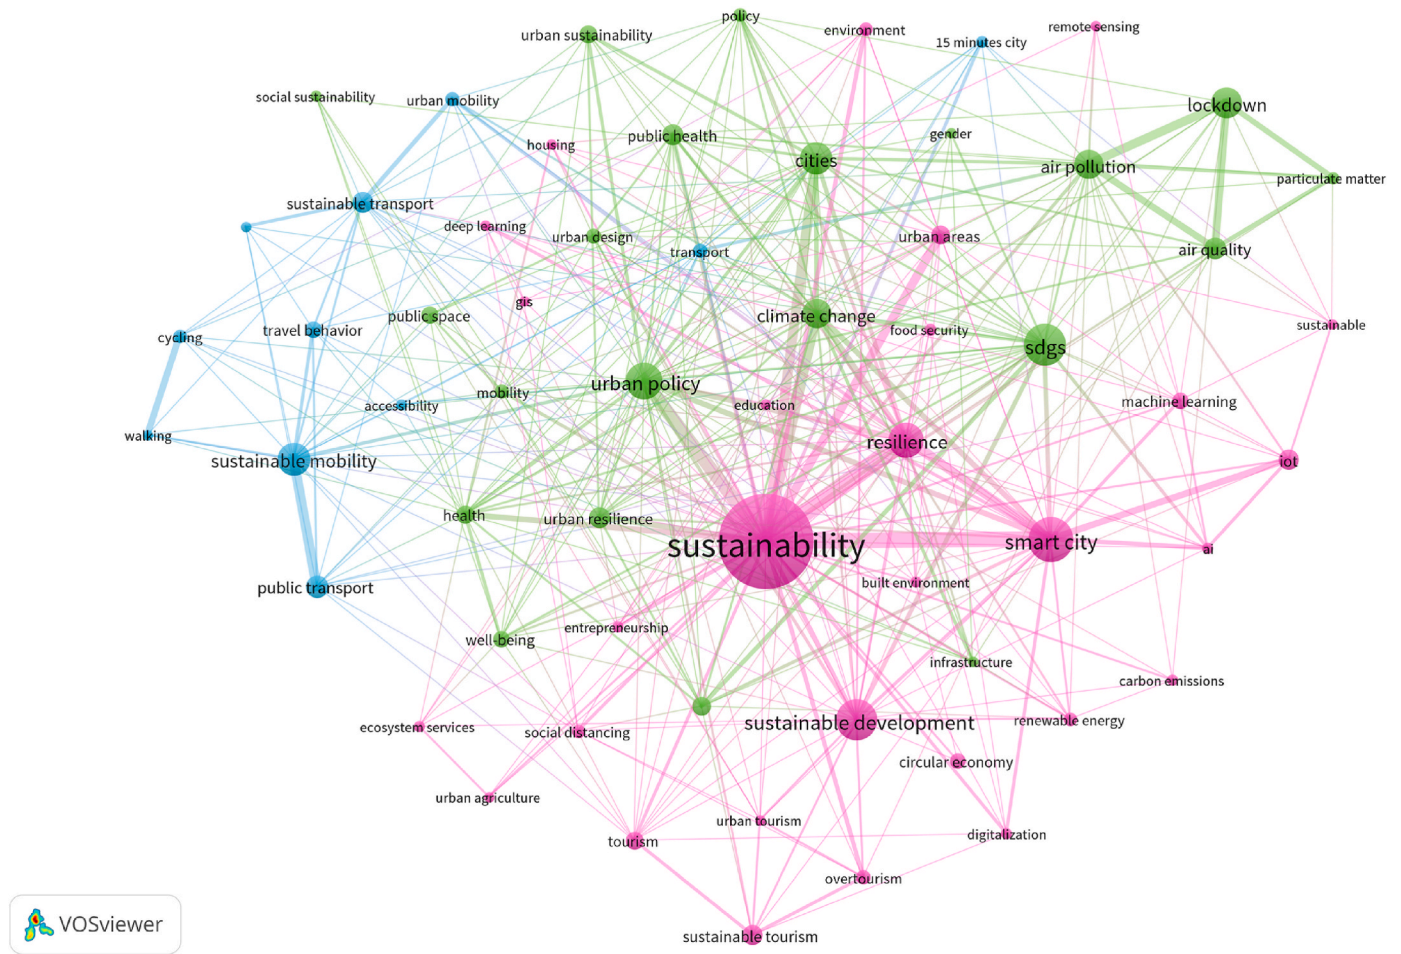 policy
urban sustainability
environment
remote sensing
15 minutes city
social sustainability
urban mobility
lockdown
public health
gender
housing
cities
air pollution
particulate matter
sustainable transport
deep learning
urban design
urban areas
transport
air quality
gis
public space
climate change
food security
sustainable
travel behavior
cycling
sdgs
urban policy
mobility
accessibility
education
machine learning
walking
resilience
sustainable mobility
iot
health
urban resilience
sustainability
smart city
ai
built environment
public transport
entrepreneurship
well-being
infrastructure
carbon emissions
ecosystem services
social distancing
sustainable development
renewable energy
circular economy
urban agriculture
urban tourism
digitalization
tourism
overtourism
sustainable tourism
VOSviewer